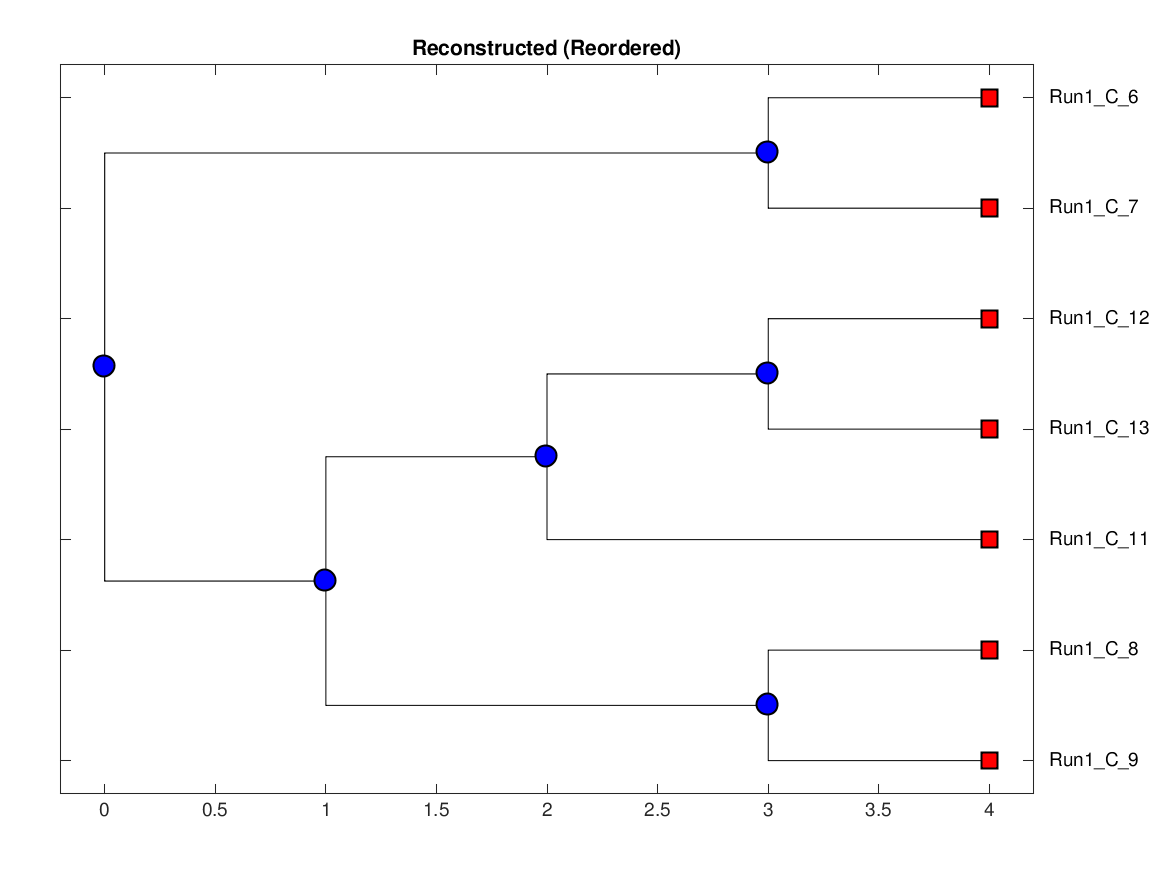 Reconstructed (Reordered)
Run1_C_6
Run1_C_7
Run1_C_12
Run1_C_13
Run1_C_11
Run1_C_8
Run1_C_9
0 0.5 1 1.5 2 2.5 3 3.5 4